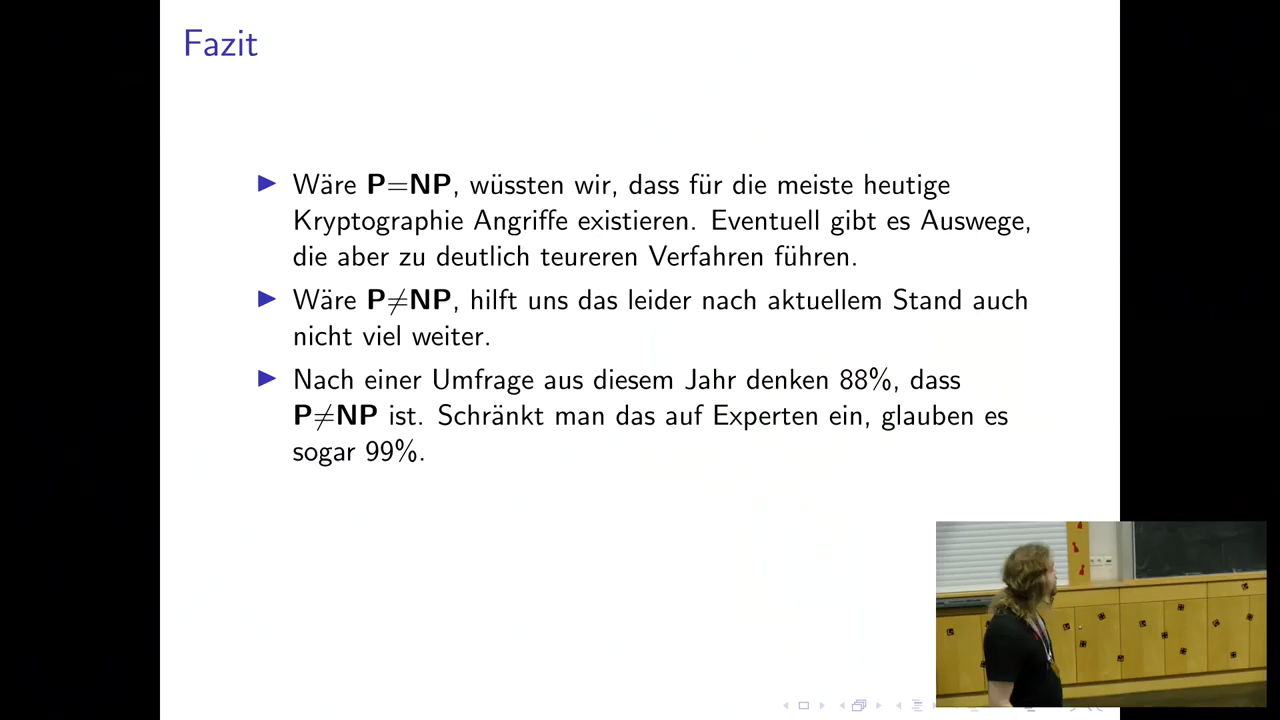 Fazit
Wäre P=NP, wüssten wir, dass für die meiste heutige
Kryptographie Angriffe existieren. Eventuell gibt es Auswege,
die aber zu deutlich teureren Verfahren führen.
Wäre P≠NP, hilft uns das leider nach aktuellem Stand auch
nicht viel weiter.
Nach einer Umfrage aus diesem Jahr denken 88%, dass
P≠NP ist. Schränkt man das auf Experten ein, glauben es
sogar 99%.